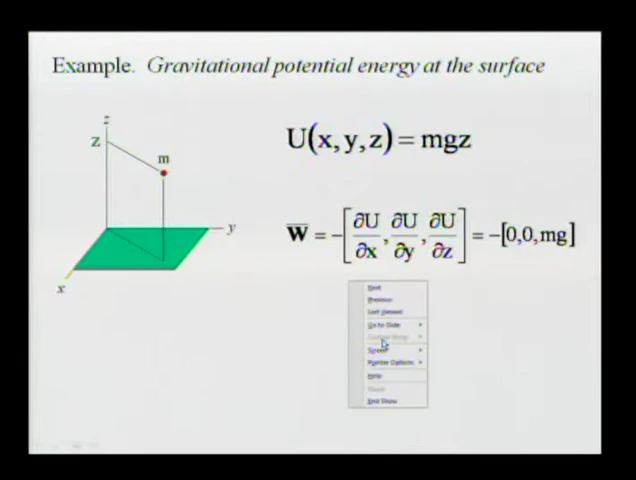 Example. Gravitational potential energy at the surface
z
Z
m
y
x
U(x,y,z) = mgz
W̅ = -[∂U/∂x, ∂U/∂y, ∂U/∂z] = -[0,0,mg]
Next
Previous
Last Viewed
Go to Slide
Screen
Pointer Options
Help
End Show